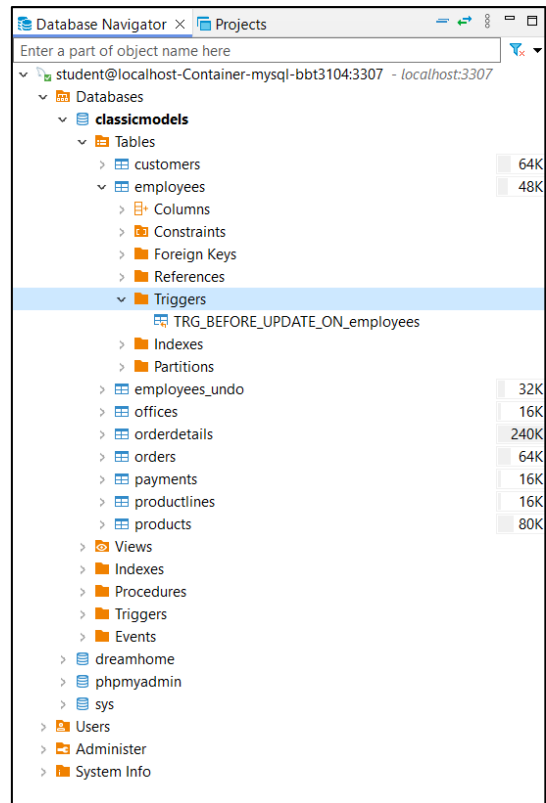 Database Navigator Projects
Enter a part of object name here
student@localhost-Container-mysql-bbt3104:3307 - localhost:3307
Databases
classicmodels
Tables
customers 64K
employees 48K
Columns
Constraints
Foreign Keys
References
Triggers
TRG_BEFORE_UPDATE_ON_employees
Indexes
Partitions
employees_undo 32K
offices 16K
orderdetails 240K
orders 64K
payments 16K
productlines 16K
products 80K
Views
Indexes
Procedures
Triggers
Events
dreamhome
phpmyadmin
sys
Users
Administer
System Info